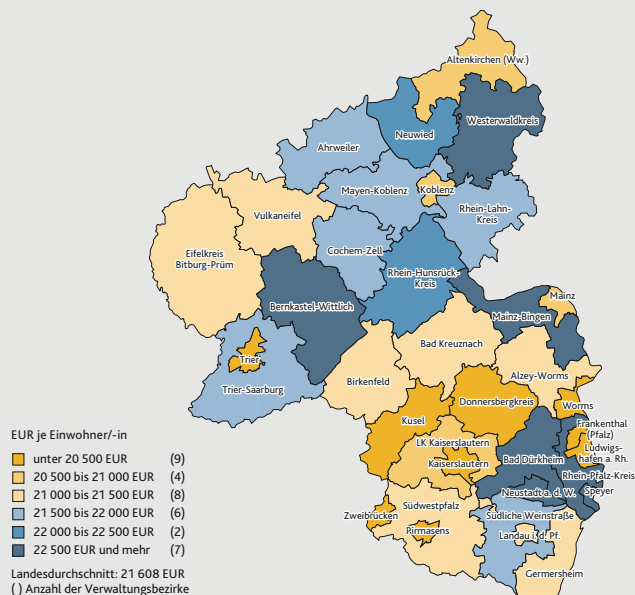 Altenkirchen (Ww.)
Westerwaldkreis
Neuwied
Ahrweiler
Mayen-Koblenz
Koblenz
Rhein-Lahn-
Kreis
Vulkaneifel
Cochem-Zell
Eifelkreis
Bitburg-Prüm
Rhein-Hunsrück-
Kreis
Bernkastel-Wittlich
Mainz
Mainz-Bingen
Bad Kreuznach
Trier
Alzey-Worms
Birkenfeld
Trier-Saarburg
Donnersbergkreis
Worms
Kusel
Frankenthal
(Pfalz)
LK Kaiserslautern
Ludwigs-
hafen a. Rh.
Kaiserslautern
Bad Dürkheim
Rhein-Pfalz-Kreis
Neustadt a. d. W.
Speyer
Südwestpfalz
Zweibrücken
Südliche Weinstraße
Pirmasens
Landau i. d. Pf.
Germersheim
EUR je Einwohner/-in
unter 20 500 EUR (9)
20 500 bis 21 000 EUR (4)
21 000 bis 21 500 EUR (8)
21 500 bis 22 000 EUR (6)
22 000 bis 22 500 EUR (2)
22 500 EUR und mehr (7)
Landesdurchschnitt: 21 608 EUR
( ) Anzahl der Verwaltungsbezirke